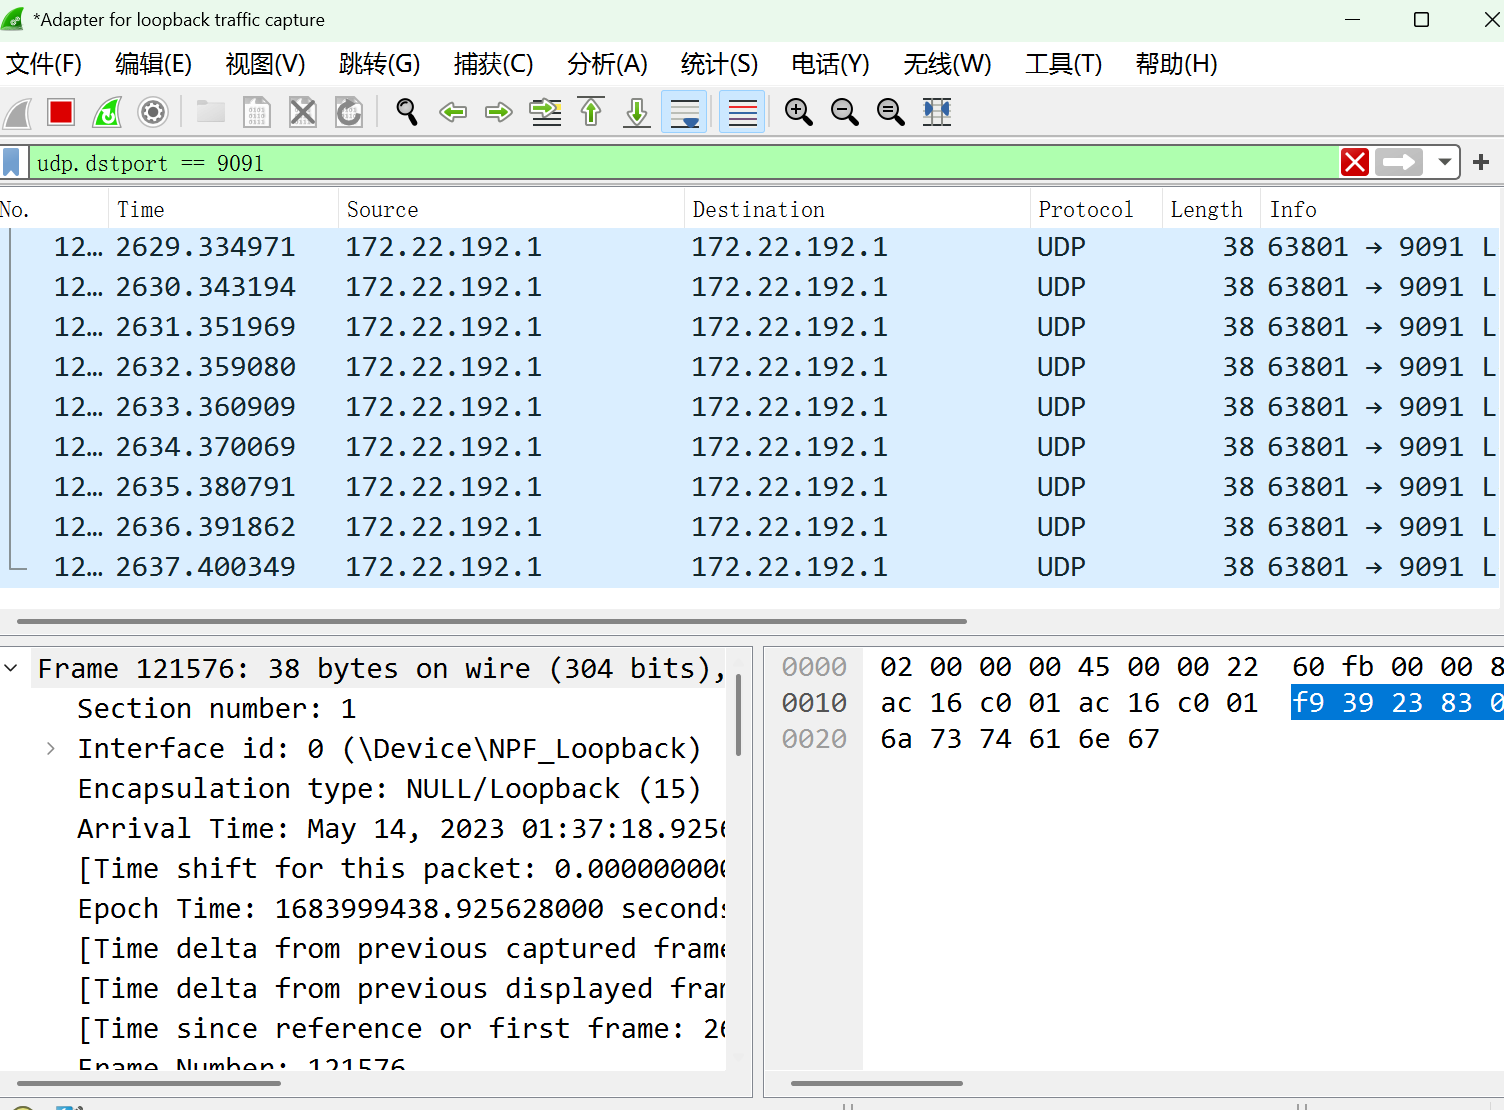 *Adapter for loopback traffic capture
文件(F) 编辑(E) 视图(V) 跳转(G) 捕获(C) 分析(A) 统计(S) 电话(Y) 无线(W) 工具(T) 帮助(H)
udp.dstport == 9091
No. Time Source Destination Protocol Length Info
12… 2629.334971 172.22.192.1 172.22.192.1 UDP 38 63801 → 9091 L
12… 2630.343194 172.22.192.1 172.22.192.1 UDP 38 63801 → 9091 L
12… 2631.351969 172.22.192.1 172.22.192.1 UDP 38 63801 → 9091 L
12… 2632.359080 172.22.192.1 172.22.192.1 UDP 38 63801 → 9091 L
12… 2633.360909 172.22.192.1 172.22.192.1 UDP 38 63801 → 9091 L
12… 2634.370069 172.22.192.1 172.22.192.1 UDP 38 63801 → 9091 L
12… 2635.380791 172.22.192.1 172.22.192.1 UDP 38 63801 → 9091 L
12… 2636.391862 172.22.192.1 172.22.192.1 UDP 38 63801 → 9091 L
12… 2637.400349 172.22.192.1 172.22.192.1 UDP 38 63801 → 9091 L
Frame 121576: 38 bytes on wire (304 bits),
Section number: 1
Interface id: 0 (\Device\NPF_Loopback)
Encapsulation type: NULL/Loopback (15)
Arrival Time: May 14, 2023 01:37:18.9256
[Time shift for this packet: 0.000000000
Epoch Time: 1683999438.925628000 seconds
[Time delta from previous captured frame
[Time delta from previous displayed fram
[Time since reference or first frame: 26
Frame Number: 121576
0000 02 00 00 00 45 00 00 22 60 fb 00 00 8
0010 ac 16 c0 01 ac 16 c0 01 f9 39 23 83 0
0020 6a 73 74 61 6e 67